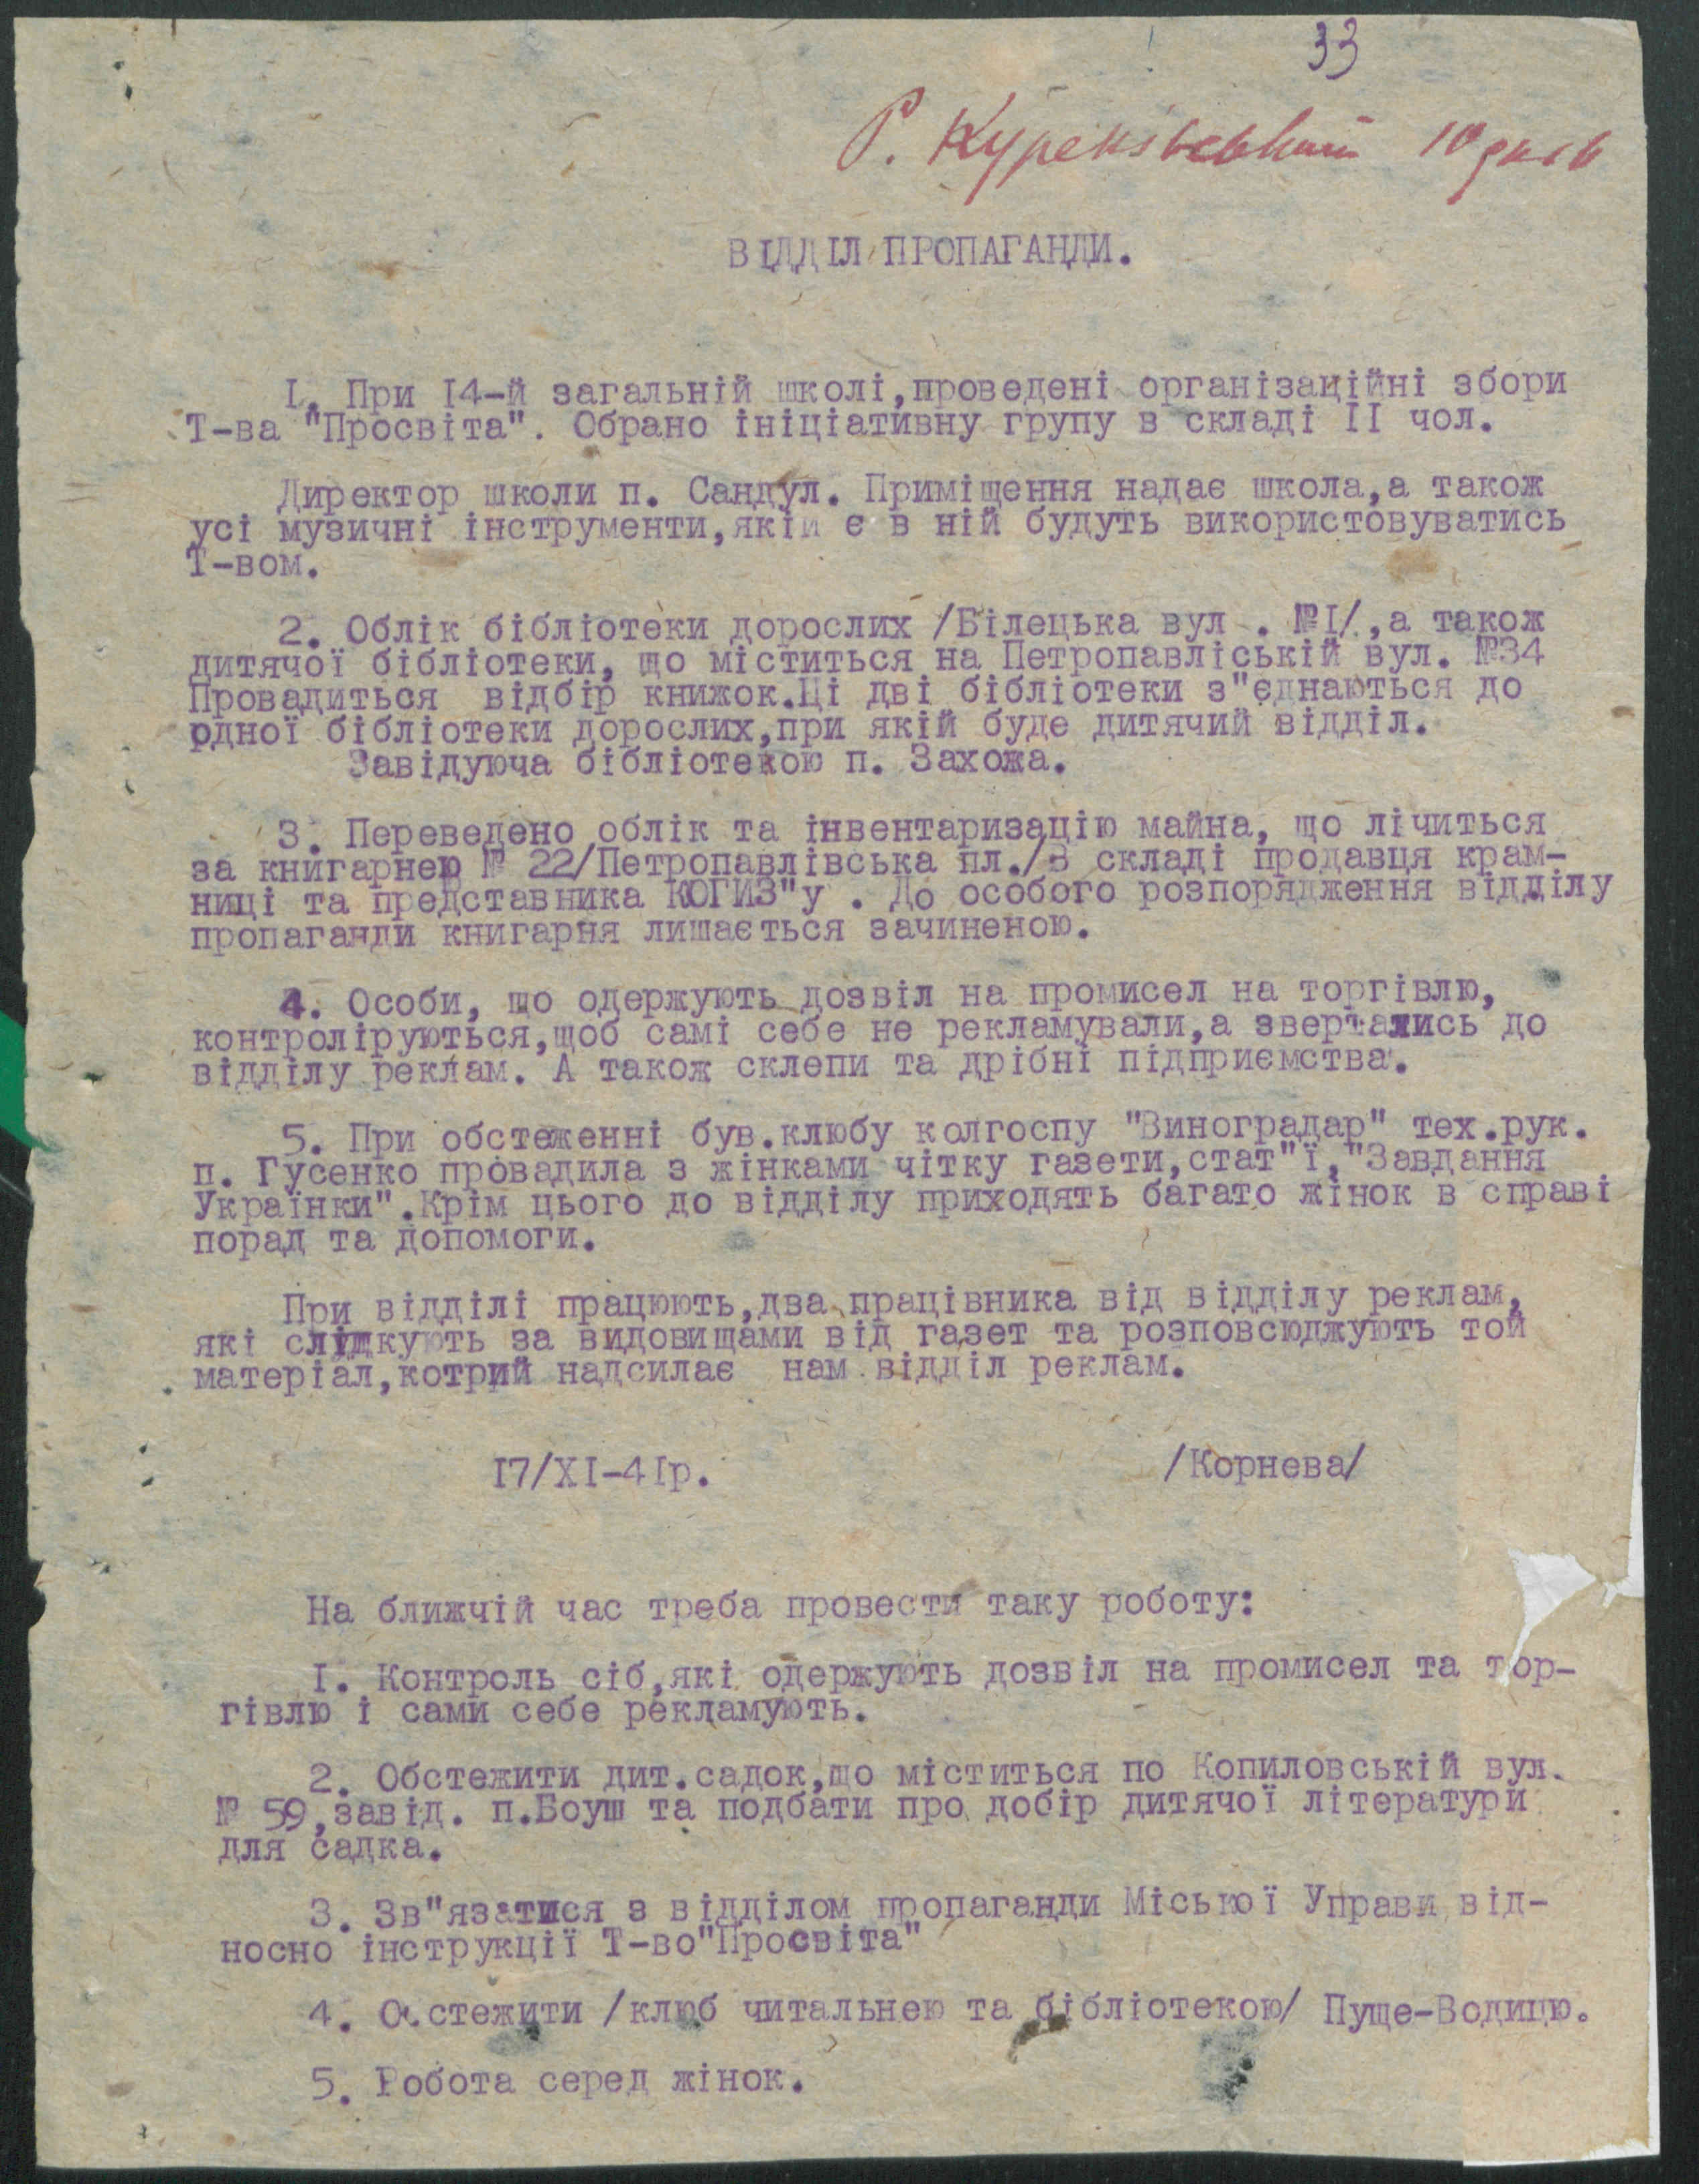 33
Р. Куренівський 10 днів
ВІДДІЛ ПРОПАГАНДИ.
І. При І4-й загальній школі,проведені організаційні збори
Т-ва "Просвіта". Обрано ініціативну групу в складі ІІ чол.
Директор школи п. Сандул. Приміщення надає школа,а також
усі музичні інструменти,якій є в ній будуть використовуватись
Т-вом.
2. Облік бібліотеки дорослих /Білецька вул . №І/,а також
дитячої бібліотеки, що міститься на Петропавліській вул. №34
Провадиться відбір книжок.Ці дві бібліотеки з"єднаються до
одної бібліотеки дорослих,при якій буде дитячий відділ.
Завідуюча бібліотекою п. Захожа.
3. Переведено облік та інвентаризацію майна, що лічиться
за книгарнею № 22/Петропавлівська пл./В складі продавця крам-
ниці та представника КОГИЗ"у . До особого розпорядження відділу
пропаганди книгарня лишається зачиненою.
4. Особи, що одержують дозвіл на промисел на торгівлю,
контроліруються,щоб самі себе не рекламували,а звертались до
відділу реклам. А також склепи та дрібні підприємства.
5. При обстеженні був.клюбу колгоспу "Виноградар" тех.рук.
п. Гусенко провадила з жінками чітку газети,стат"ї,"Завдання
Українки".Крім цього до відділу приходять багато жінок в справі
порад та допомоги.
При відділі працюють,два працівника від відділу реклам,
які слідкують за видовищами від газет та розповсюджують той
матеріал,котрий надсилає нам відділ реклам.
І7/ХІ-4Ір. /Корнева/
На ближчій час треба провести таку роботу:
І. Контроль сіб,які одержують дозвіл на промисел та тор-
гівлю і сами себе рекламують.
2. Обстежити дит.садок,що міститься по Копиловській вул.
№ 59,завід. п.Боуш та подбати про добір дитячої літератури
для садка.
3. Зв"язатися з відділом пропаганди Міської Управи від-
носно інструкції Т-во"Просвіта"
4. Обстежити /клюб читальнею та бібліотекою/ Пуще-Водицю.
5. Робота серед жінок.